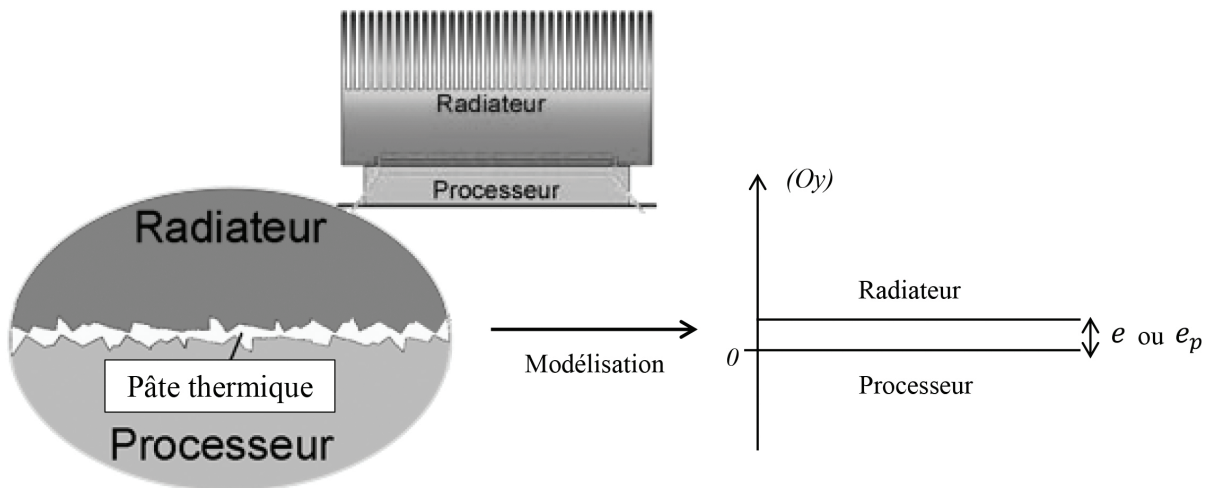 Radiateur
Processeur
Radiateur
Pâte thermique
Processeur
Modélisation
(Oy)
Radiateur
e ou e_p
0
Processeur